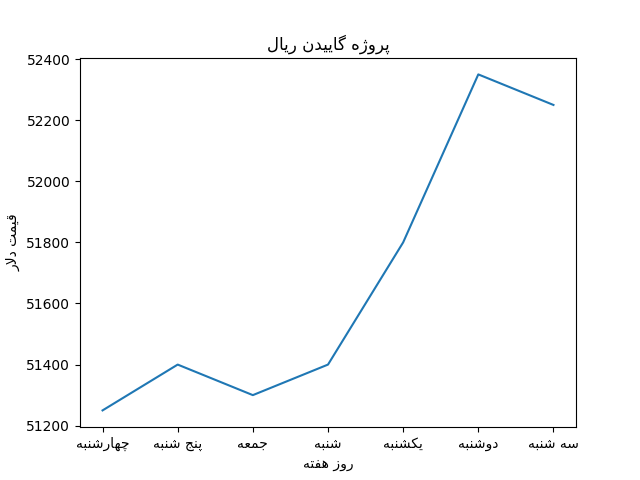 پروژه گاییدن ریال
52400
52200
52000
51800
51600
51400
51200
قیمت دلار
چهارشنبه پنج شنبه جمعه شنبه یکشنبه دوشنبه سه شنبه
روز هفته